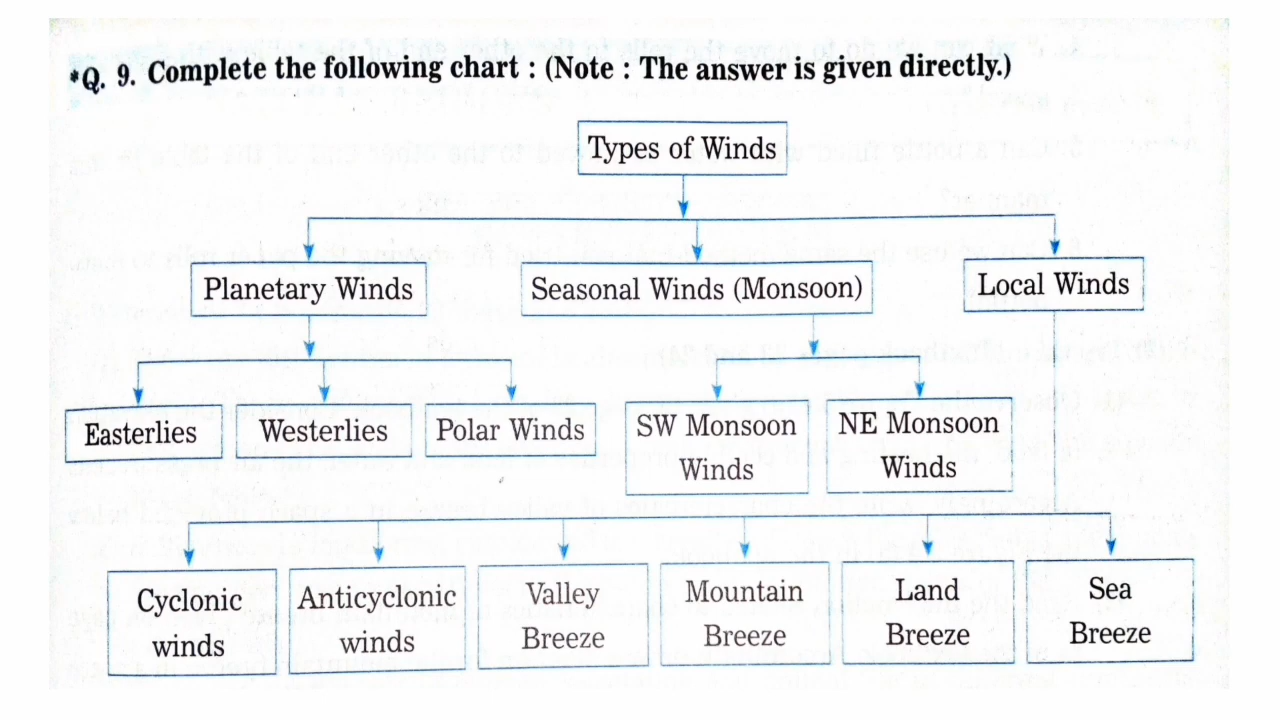 *Q. 9. Complete the following chart : (Note : The answer is given directly.)
Types of Winds
Planetary Winds
Seasonal Winds (Monsoon)
Local Winds
Easterlies
Westerlies
Polar Winds
SW Monsoon
Winds
NE Monsoon
Winds
Cyclonic
winds
Anticyclonic
winds
Valley
Breeze
Mountain
Breeze
Land
Breeze
Sea
Breeze